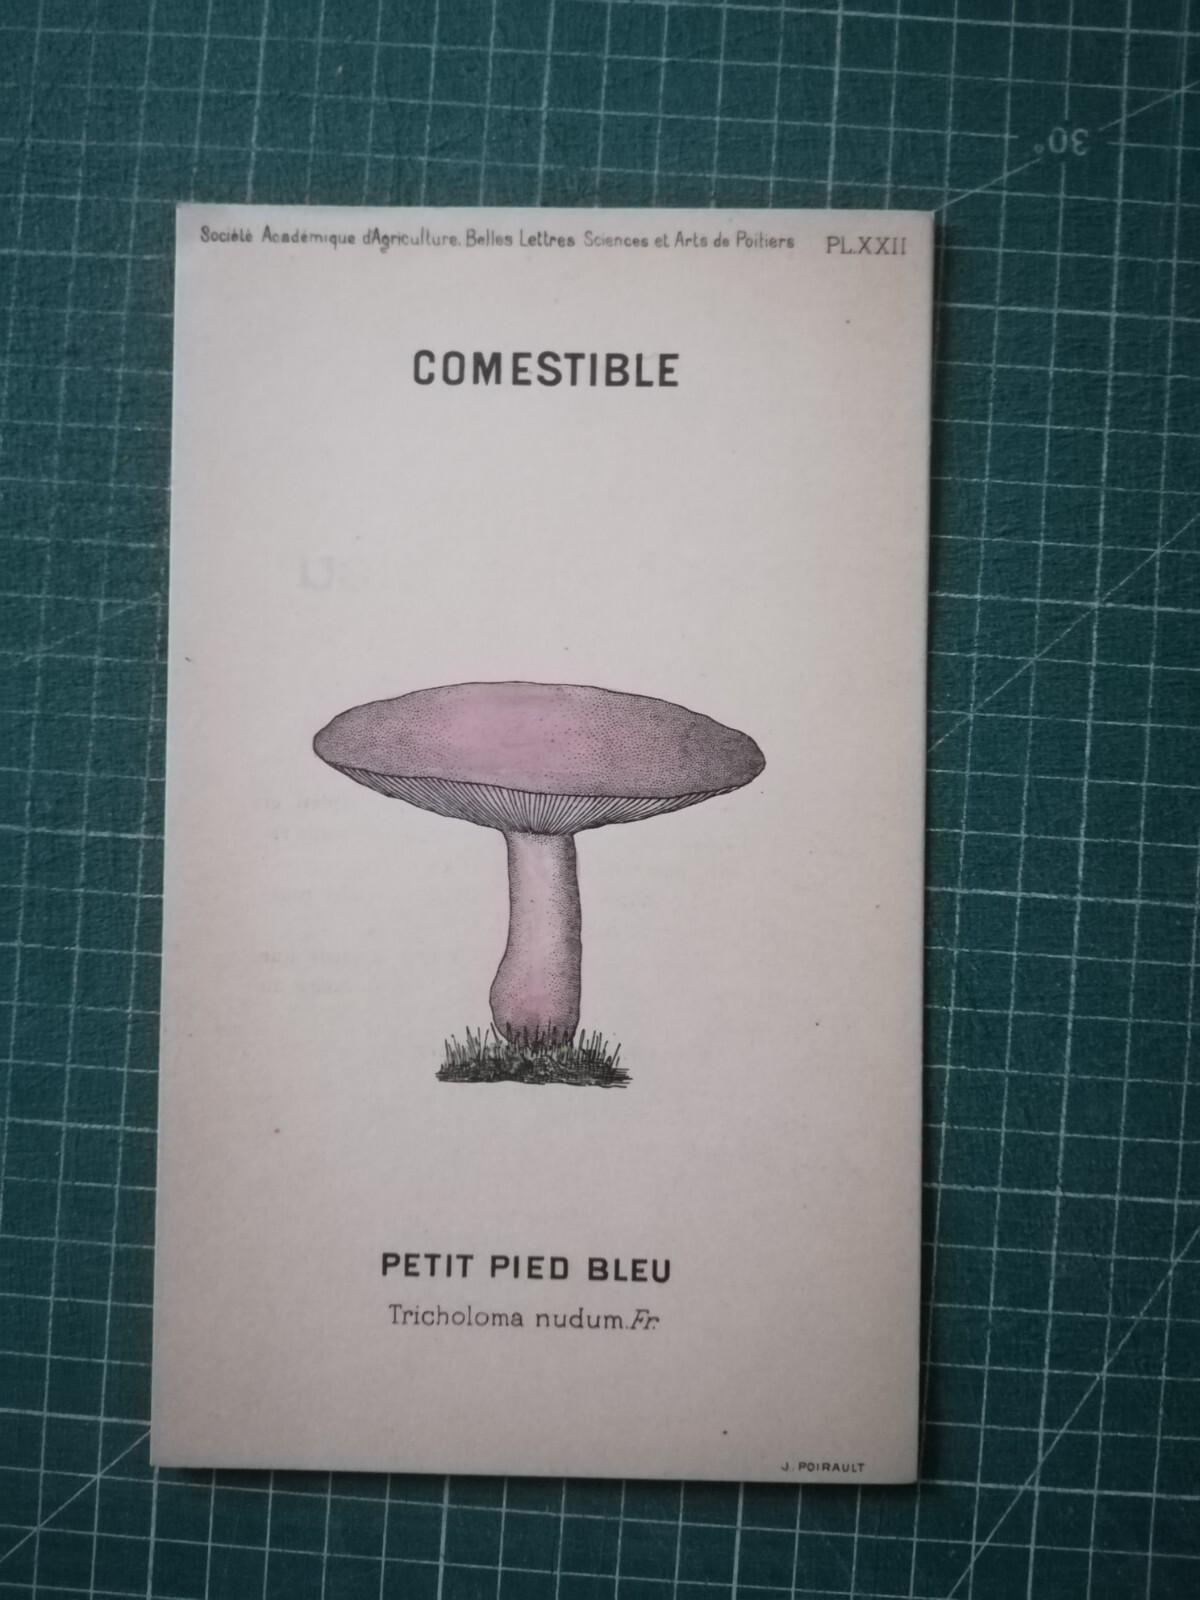 Société Académique d'Agriculture. Belles Lettres Sciences et Arts de Poitiers PL.XXII
COMESTIBLE
PETIT PIED BLEU
Tricholoma nudum.Fr.
J. POIRAULT
30°